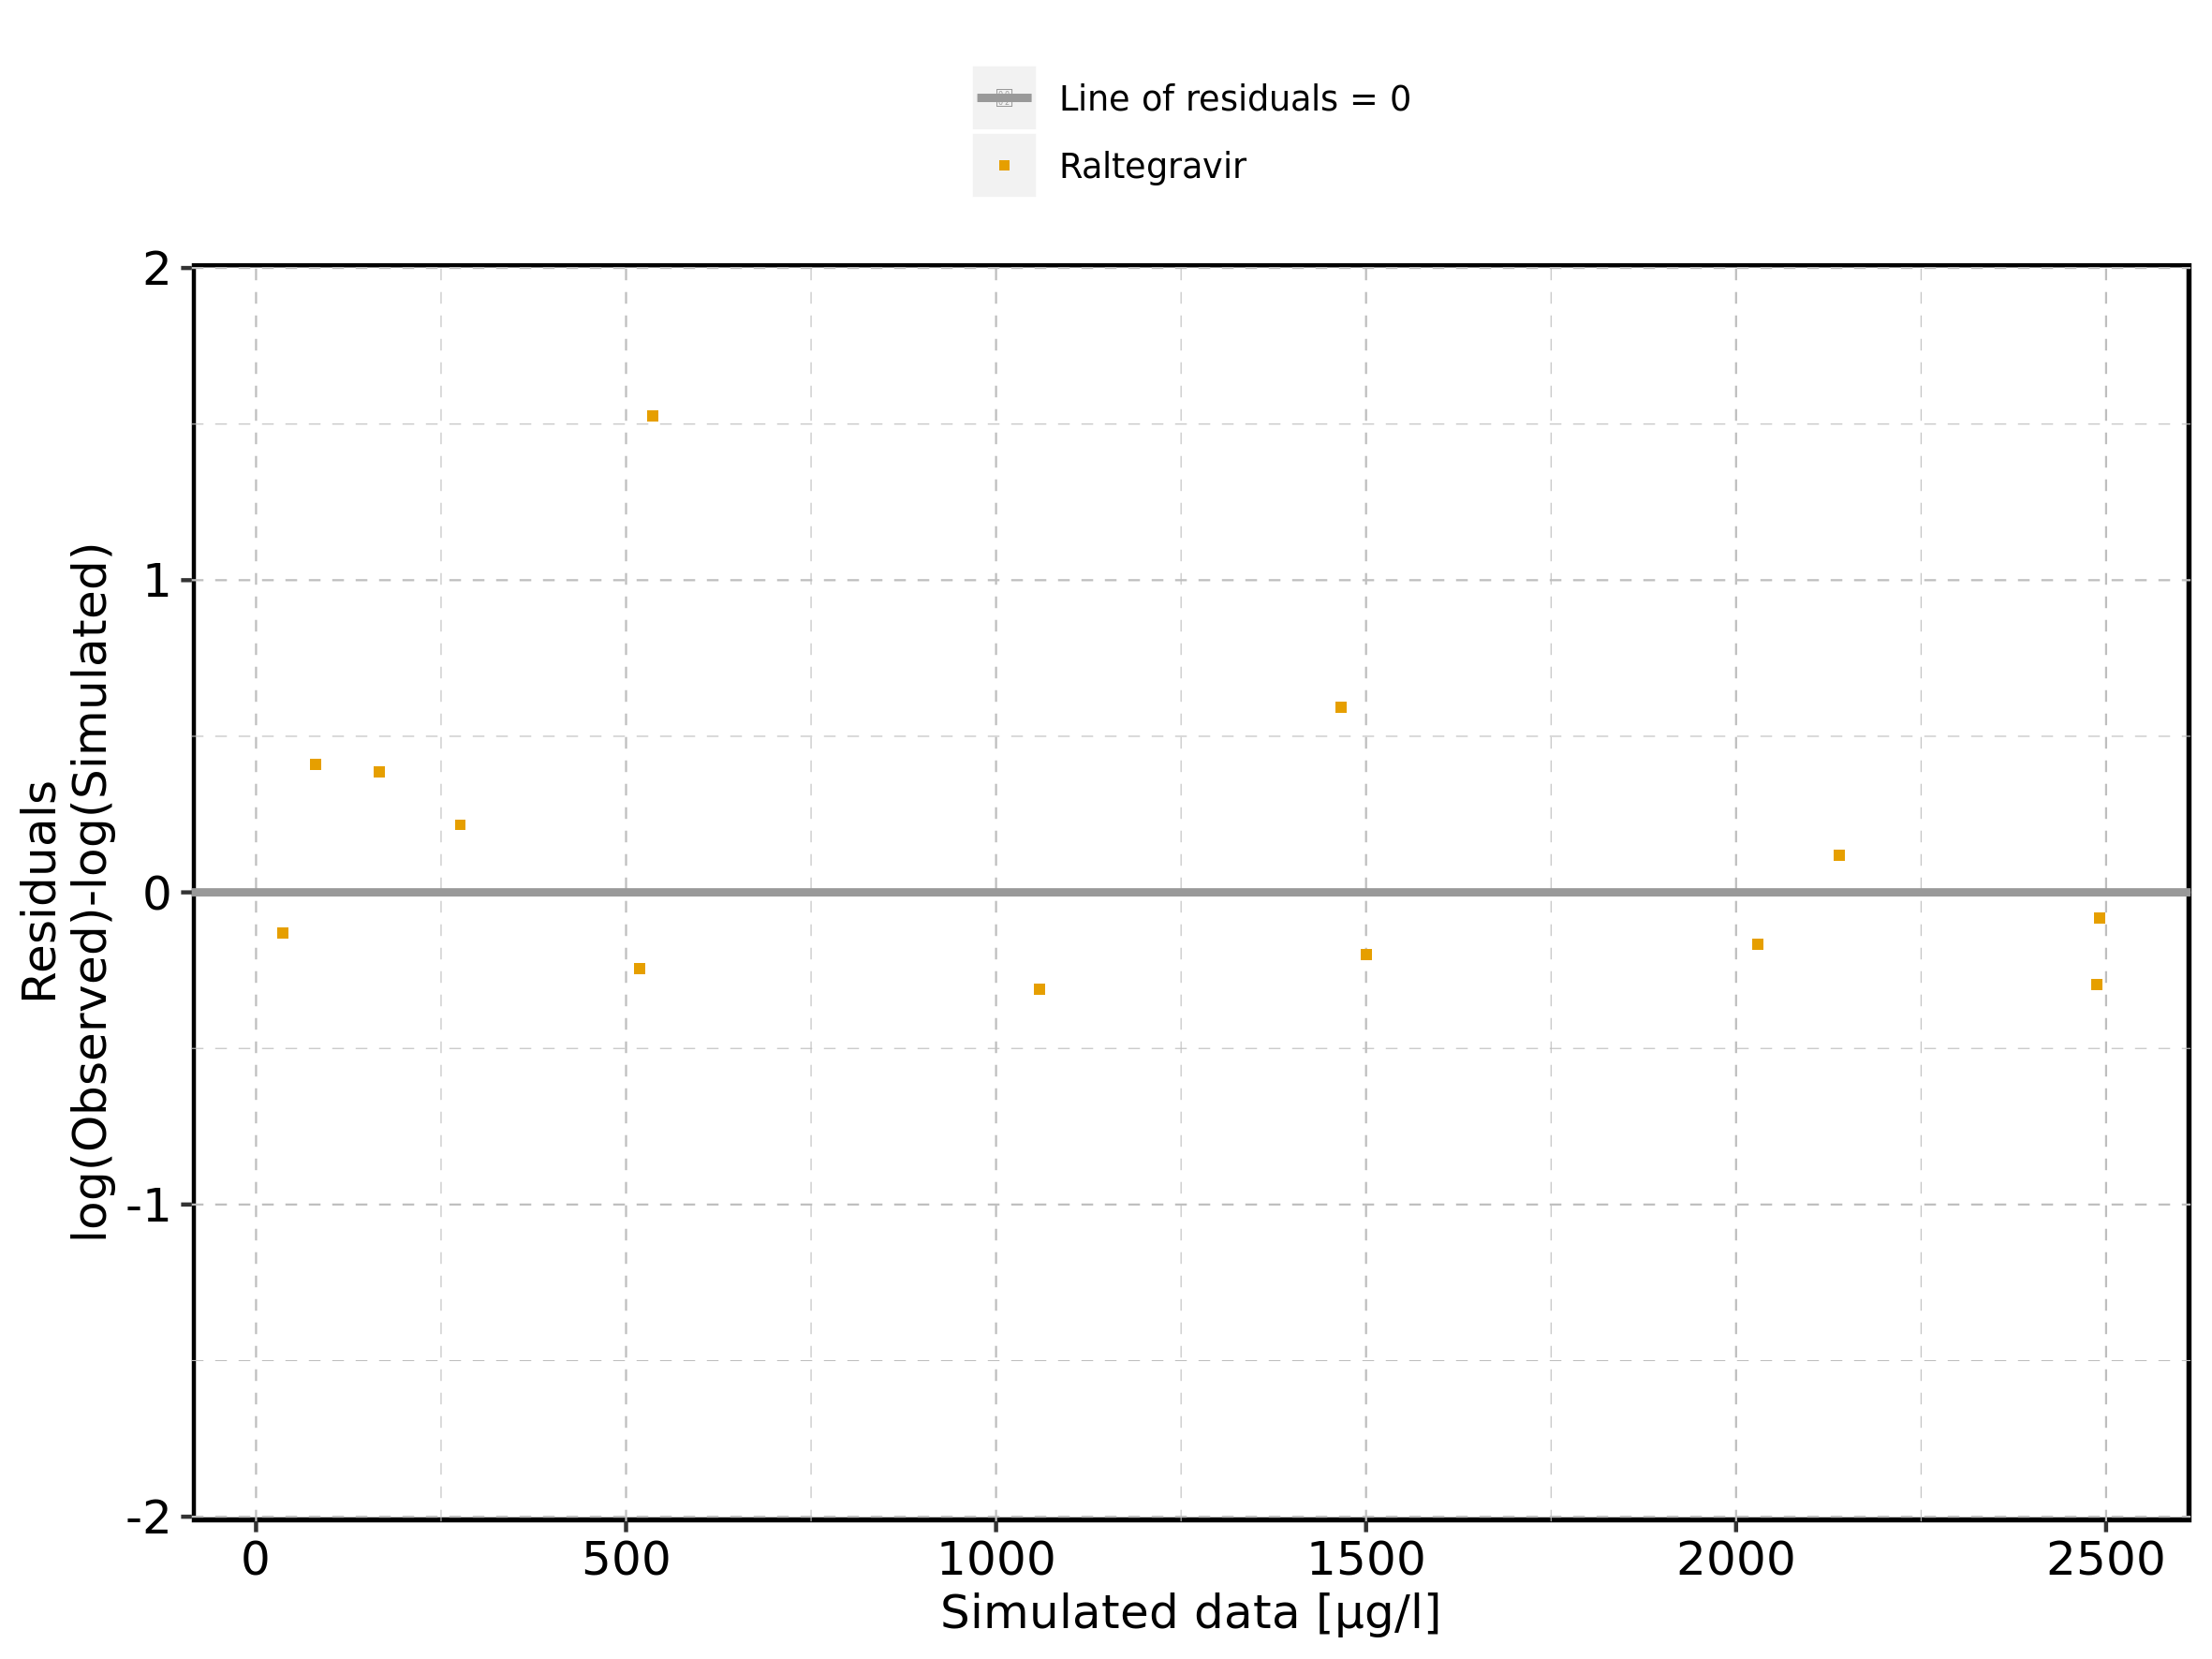 Line of residuals = 0
Raltegravir
2
1
0
-1
-2
Residuals
log(Observed)-log(Simulated)
0 500 1000 1500 2000 2500
Simulated data [µg/l]